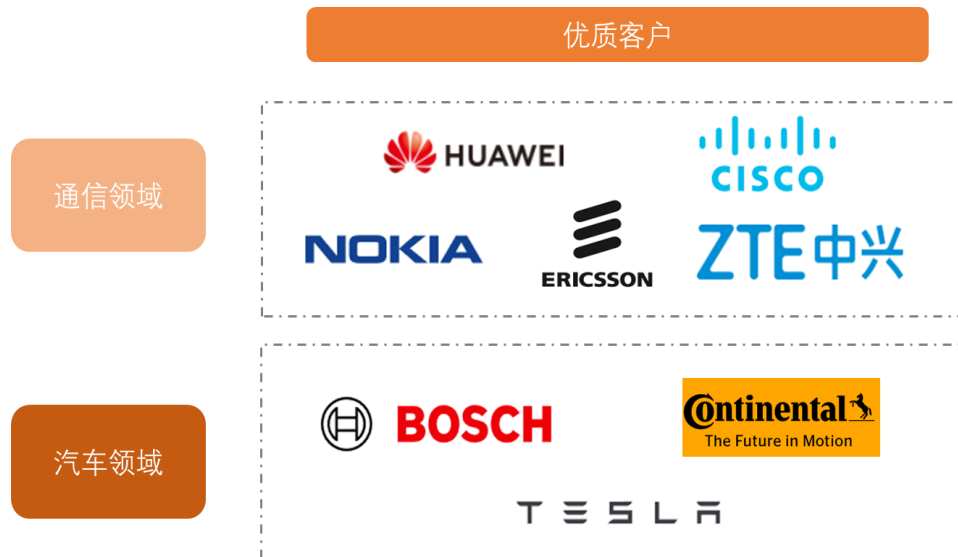 优质客户
通信领域
HUAWEI
CISCO
NOKIA
ERICSSON
ZTE中兴
汽车领域
BOSCH
Continental
The Future in Motion
TESLA